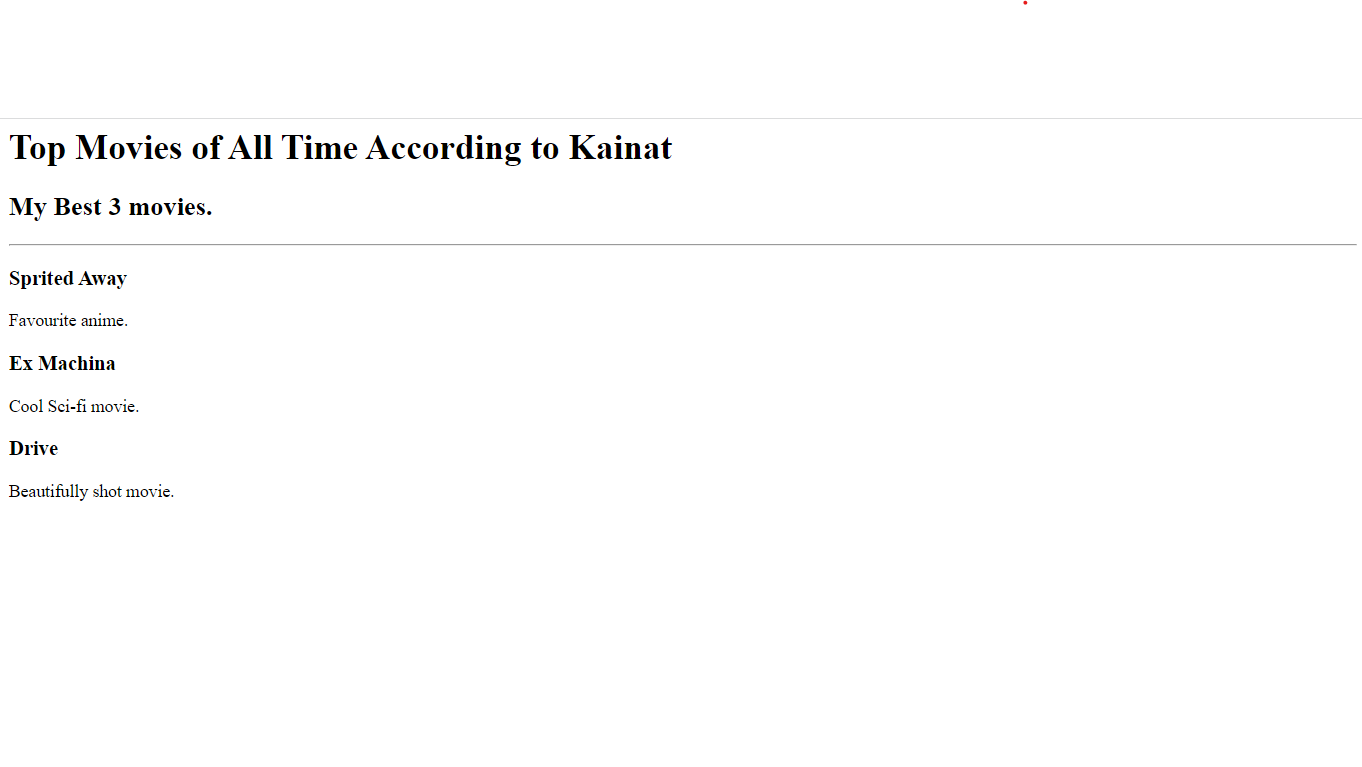 Top Movies of All Time According to Kainat
My Best 3 movies.
Sprited Away
Favourite anime.
Ex Machina
Cool Sci-fi movie.
Drive
Beautifully shot movie.